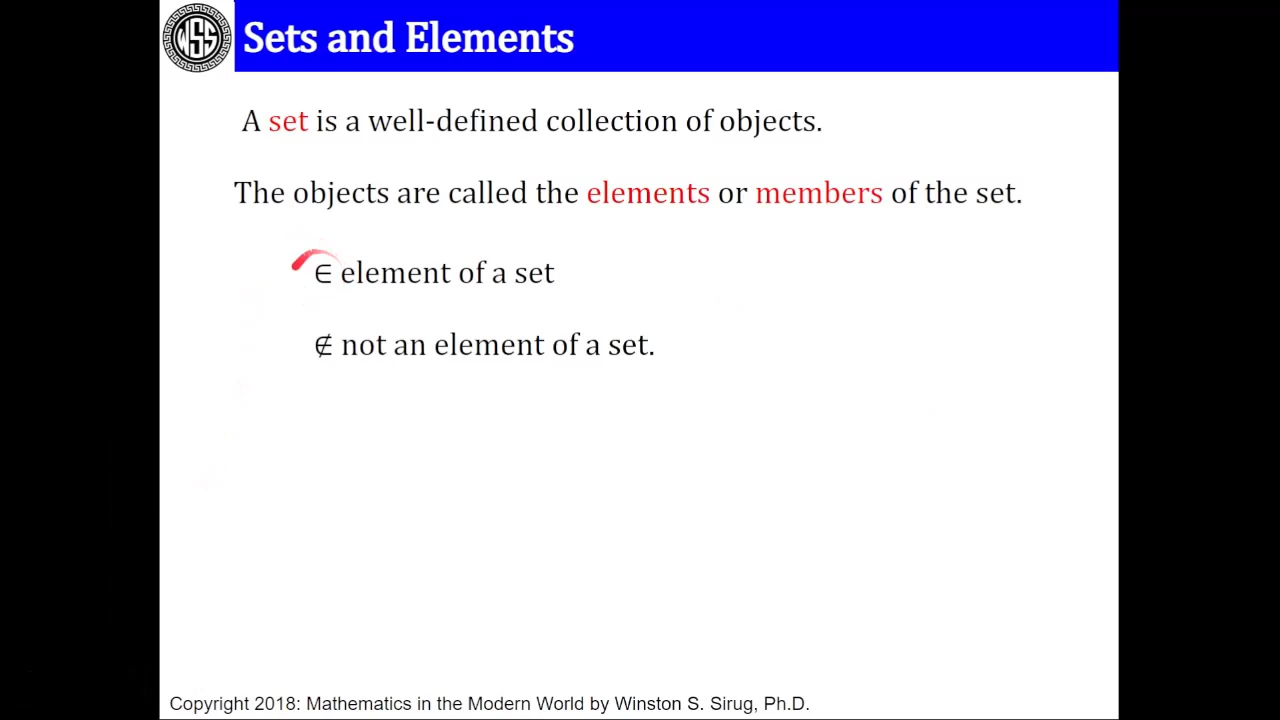 WSS
Sets and Elements
A set is a well-defined collection of objects.
The objects are called the elements or members of the set.
∈ element of a set
∉ not an element of a set.
Copyright 2018: Mathematics in the Modern World by Winston S. Sirug, Ph.D.